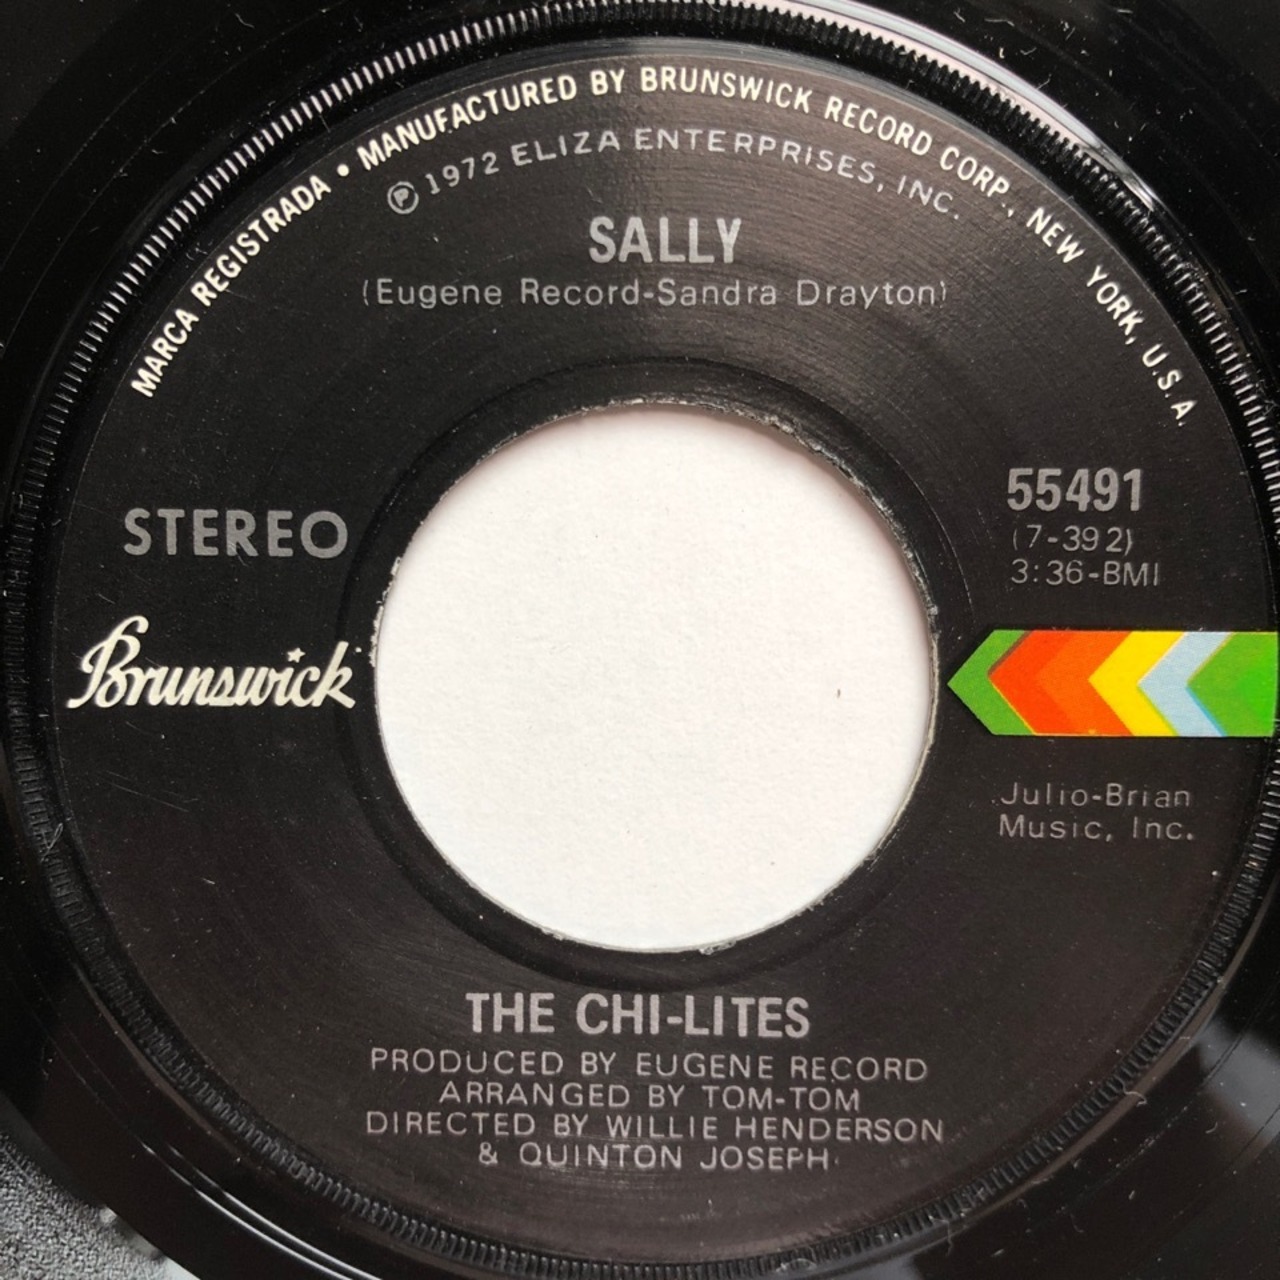 MARCA REGISTRADA • MANUFACTURED BY BRUNSWICK RECORD CORP., NEW YORK, U.S.A.
℗ 1972 ELIZA ENTERPRISES, INC.
SALLY
(Eugene Record-Sandra Drayton)
STEREO
55491
(7-392)
3:36-BMI
Brunswick
Julio-Brian
Music, Inc.
THE CHI-LITES
PRODUCED BY EUGENE RECORD
ARRANGED BY TOM-TOM
DIRECTED BY WILLIE HENDERSON
& QUINTON JOSEPH